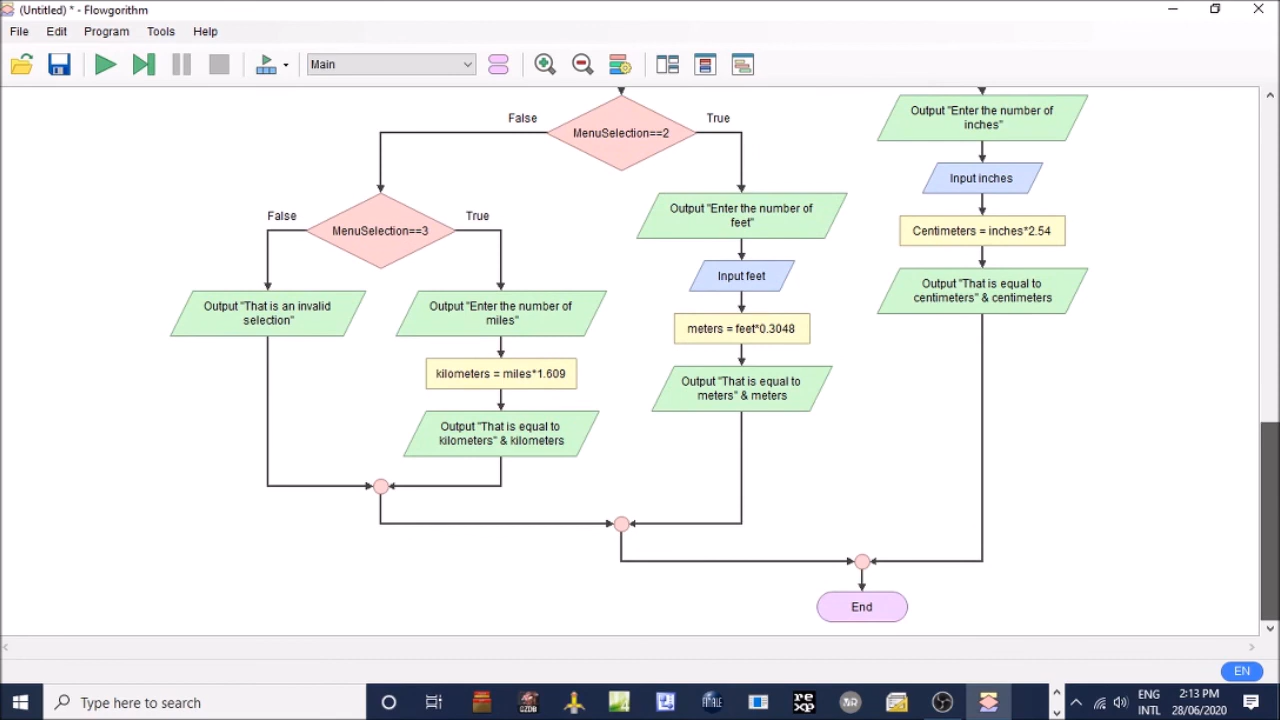 (Untitled) * - Flowgorithm
File Edit Program Tools Help
Main
False
True
MenuSelection==2
Output "Enter the number of
inches"
Input inches
Centimeters = inches*2.54
Output "That is equal to
centimeters" & centimeters
Output "Enter the number of
feet"
Input feet
meters = feet*0.3048
Output "That is equal to
meters" & meters
False
True
MenuSelection==3
Output "That is an invalid
selection"
Output "Enter the number of
miles"
kilometers = miles*1.609
Output "That is equal to
kilometers" & kilometers
End
EN
Type here to search
OZDB
FINALE
rexp
ENG
INTL
2:13 PM
28/06/2020